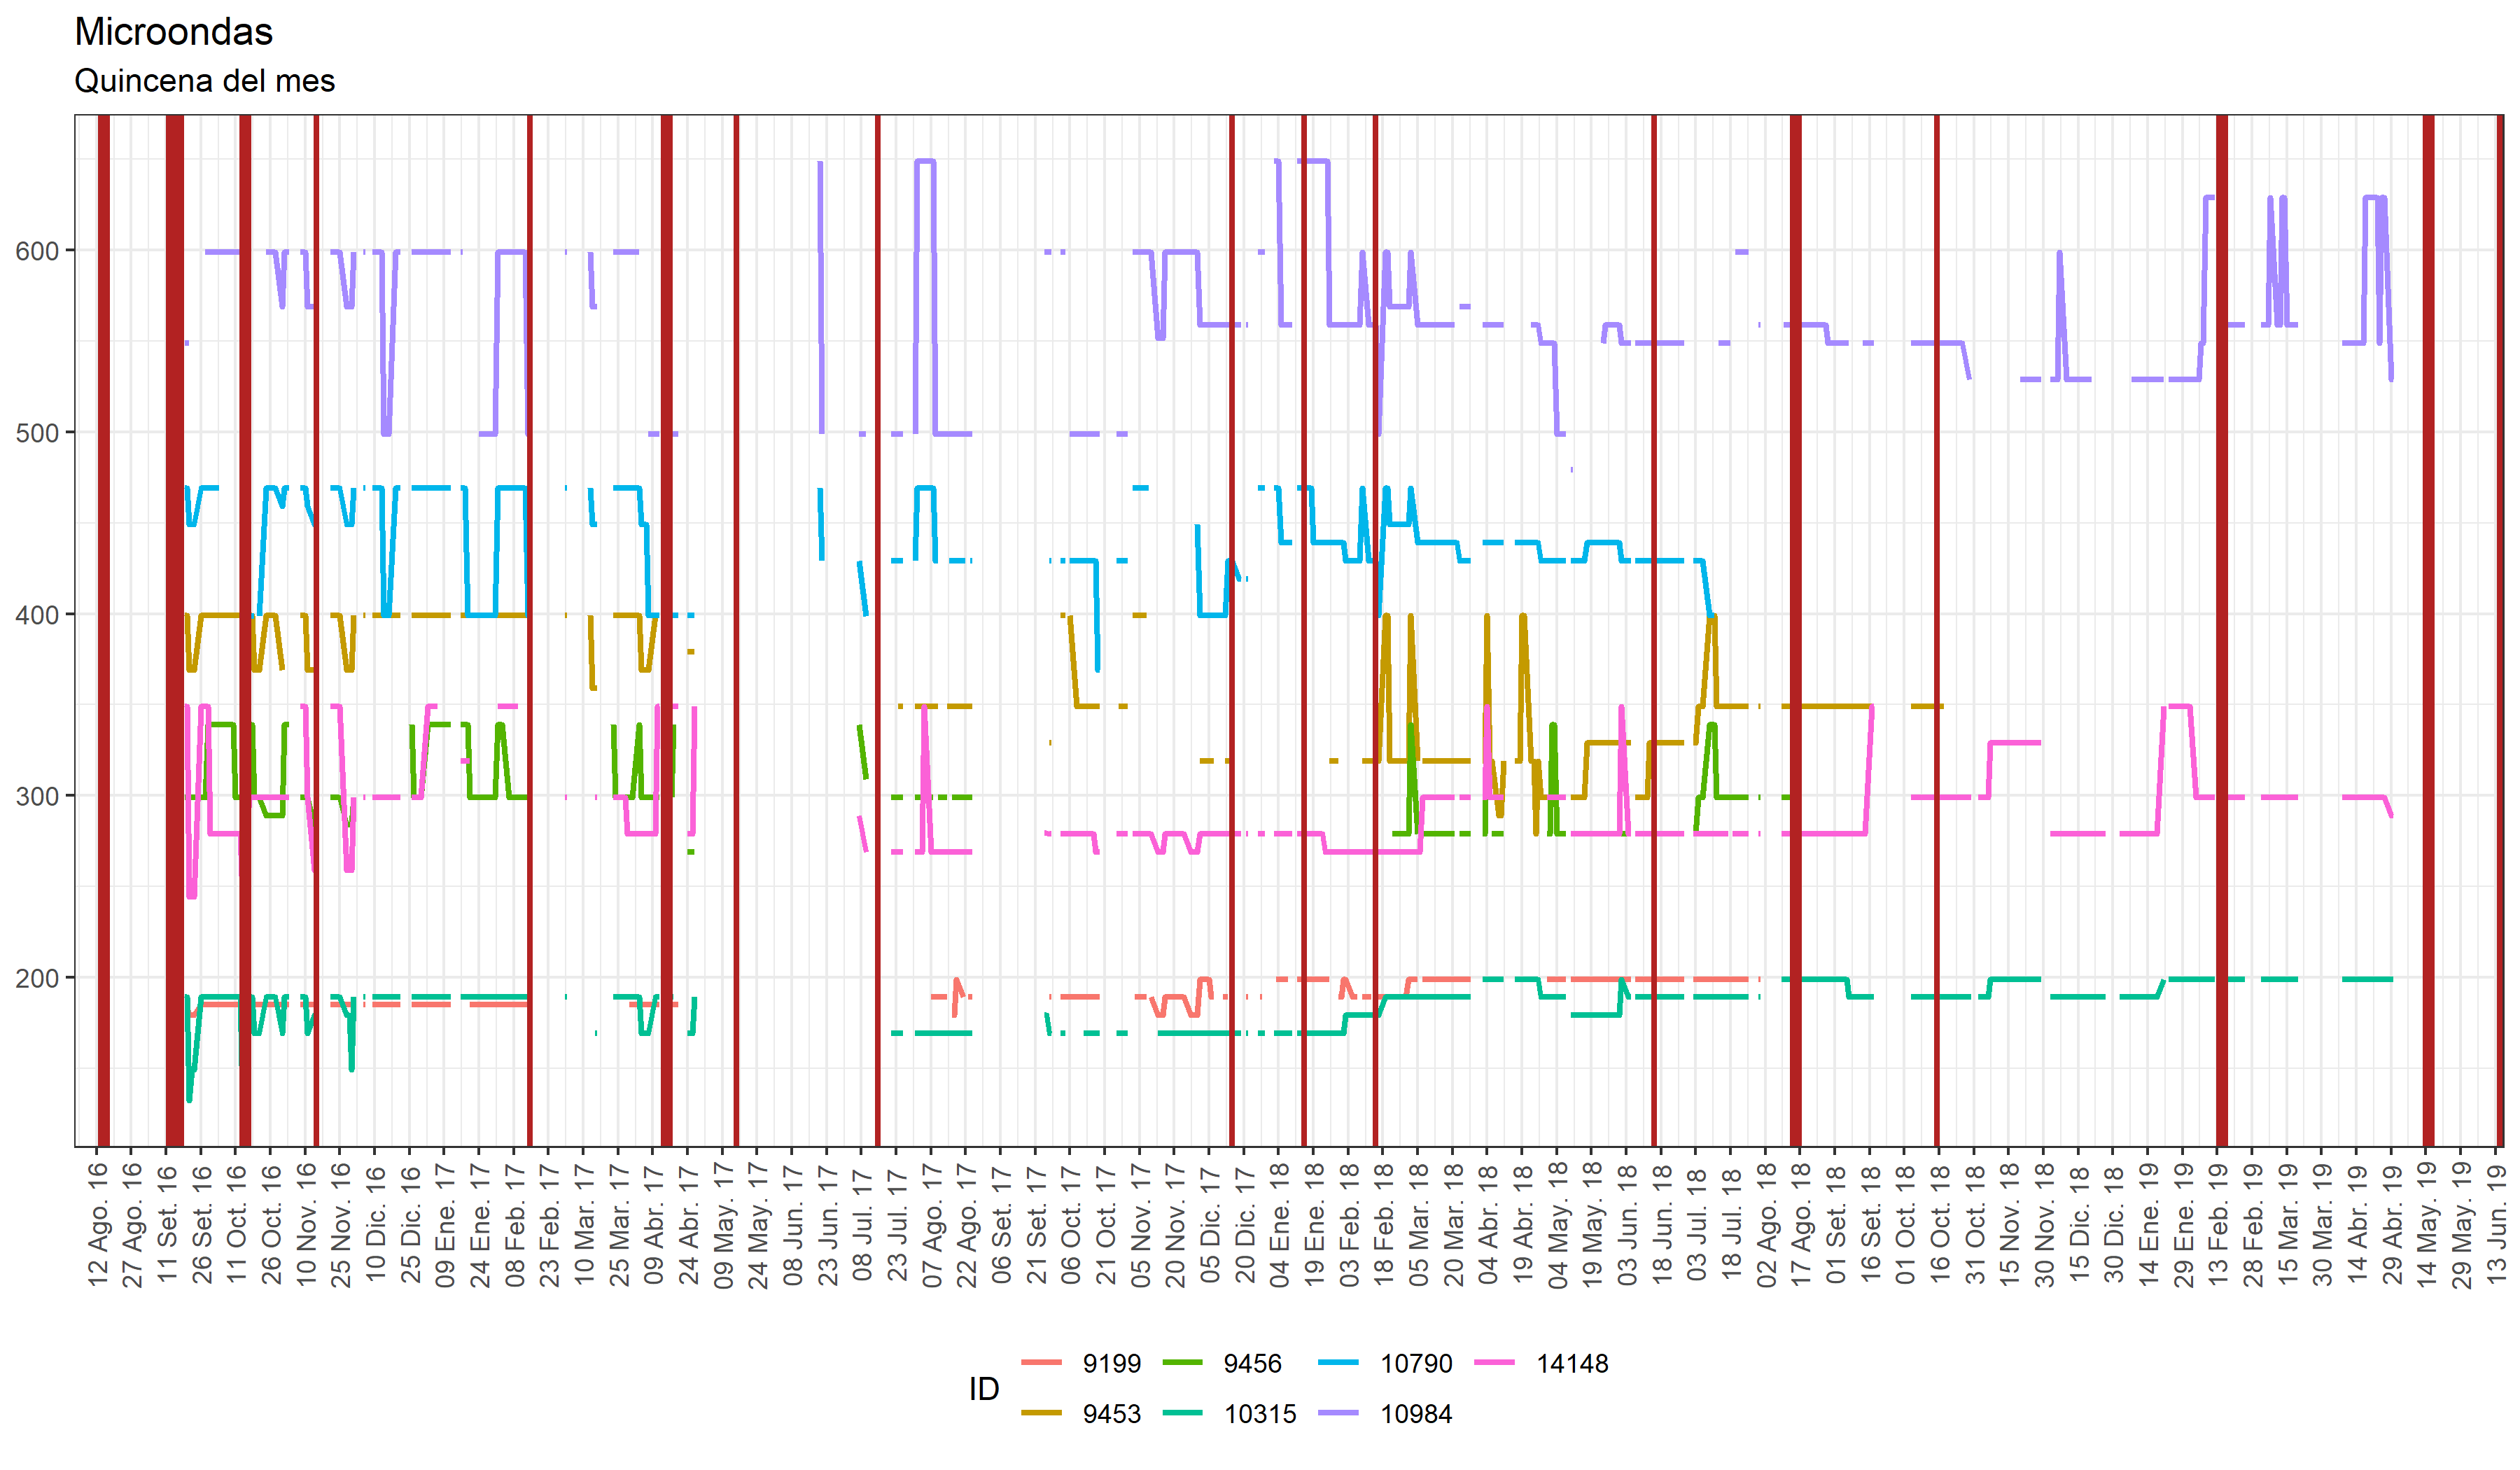 Microondas
Quincena del mes
600
500
400
300
200
12 Ago. 16
27 Ago. 16
11 Set. 16
26 Set. 16
11 Oct. 16
26 Oct. 16
10 Nov. 16
25 Nov. 16
10 Dic. 16
25 Dic. 16
09 Ene. 17
24 Ene. 17
08 Feb. 17
23 Feb. 17
10 Mar. 17
25 Mar. 17
09 Abr. 17
24 Abr. 17
09 May. 17
24 May. 17
08 Jun. 17
23 Jun. 17
08 Jul. 17
23 Jul. 17
07 Ago. 17
22 Ago. 17
06 Set. 17
21 Set. 17
06 Oct. 17
21 Oct. 17
05 Nov. 17
20 Nov. 17
05 Dic. 17
20 Dic. 17
04 Ene. 18
19 Ene. 18
03 Feb. 18
18 Feb. 18
05 Mar. 18
20 Mar. 18
04 Abr. 18
19 Abr. 18
04 May. 18
19 May. 18
03 Jun. 18
18 Jun. 18
03 Jul. 18
18 Jul. 18
02 Ago. 18
17 Ago. 18
01 Set. 18
16 Set. 18
01 Oct. 18
16 Oct. 18
31 Oct. 18
15 Nov. 18
30 Nov. 18
15 Dic. 18
30 Dic. 18
14 Ene. 19
29 Ene. 19
13 Feb. 19
28 Feb. 19
15 Mar. 19
30 Mar. 19
14 Abr. 19
29 Abr. 19
14 May. 19
29 May. 19
13 Jun. 19
ID
9199 9456 10790 14148
9453 10315 10984